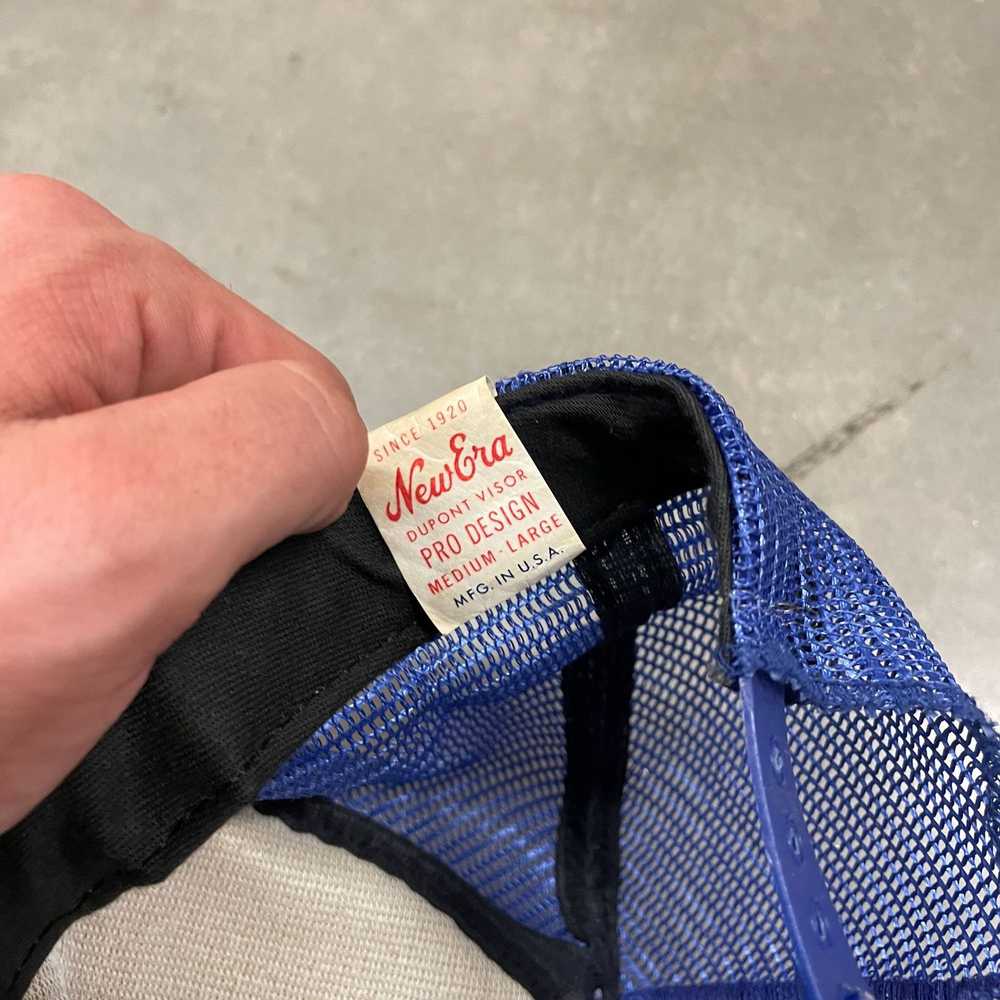 SINCE 1920
New Era
DUPONT VISOR
PRO DESIGN
MEDIUM - LARGE
MFG. IN U.S.A.